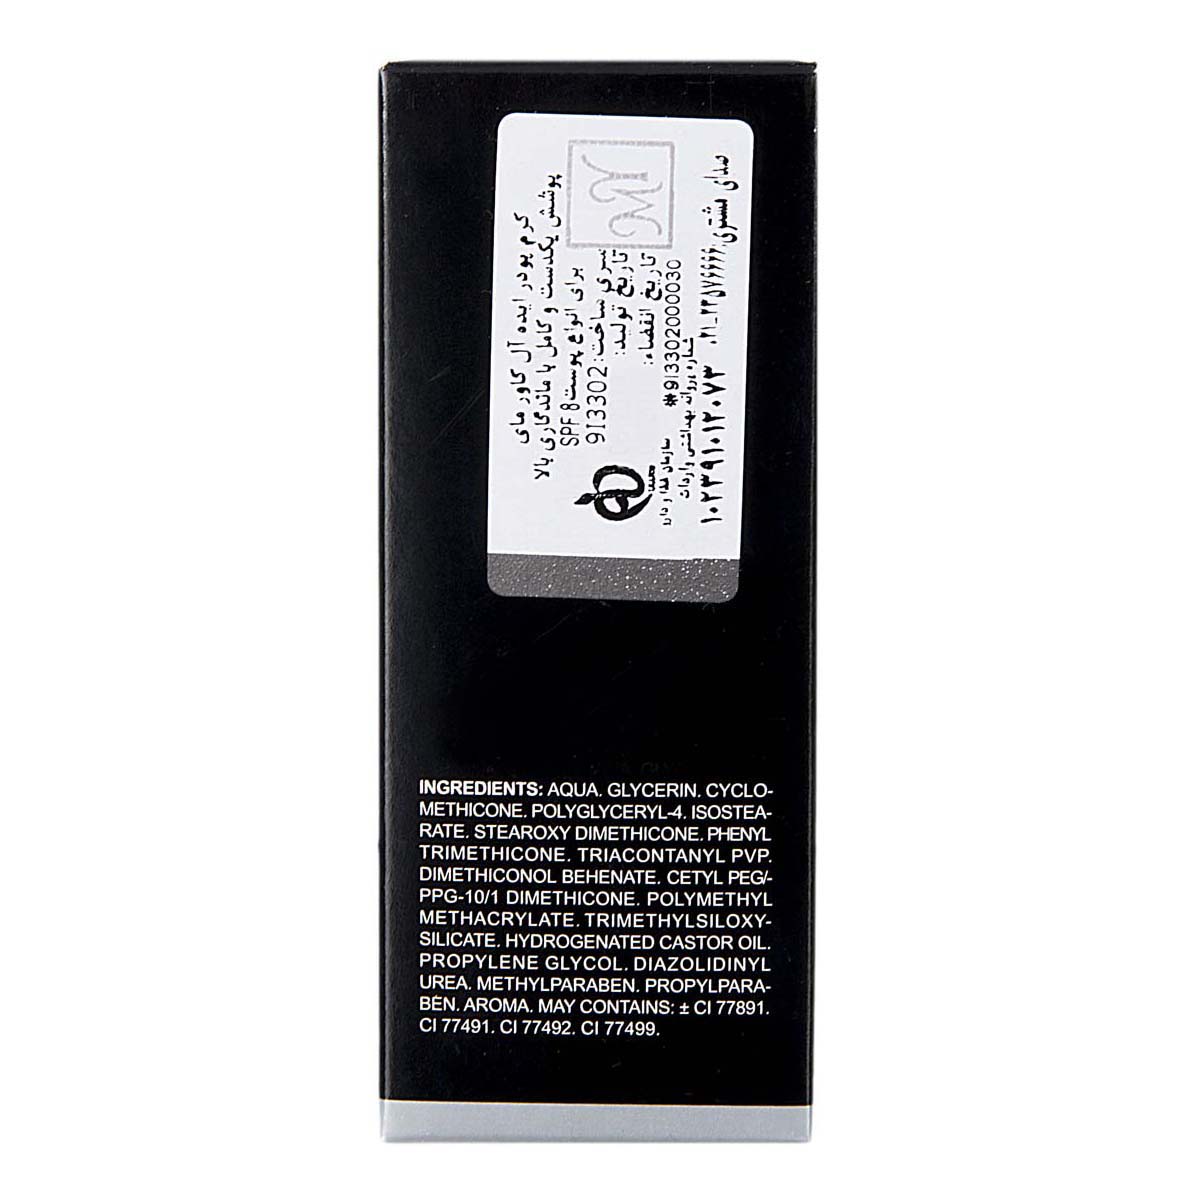 MY
کرم پودر ایده آل کاور مای
پوشش یکدست و کامل با ماندگاری بالا
برای انواع پوست SPF 8
سری ساخت: 913302
تاریخ تولید:
تاریخ انقضاء:
#913302000030
سازمان غذا و دارو
شماره پروانه بهداشتی واردات
۱۰۲۳۹۱۰۱۲۰۷۳
صدای مشتری: ۰۲۱-۲۳۵۷۶۶۶۶
INGREDIENTS: AQUA. GLYCERIN. CYCLO-
METHICONE. POLYGLYCERYL-4. ISOSTEA-
RATE. STEAROXY DIMETHICONE. PHENYL
TRIMETHICONE. TRIACONTANYL PVP.
DIMETHICONOL BEHENATE. CETYL PEG/-
PPG-10/1 DIMETHICONE. POLYMETHYL
METHACRYLATE. TRIMETHYLSILOXY-
SILICATE. HYDROGENATED CASTOR OIL.
PROPYLENE GLYCOL. DIAZOLIDINYL
UREA. METHYLPARABEN. PROPYLPARA-
BEN. AROMA. MAY CONTAINS: ± CI 77891.
CI 77491. CI 77492. CI 77499.